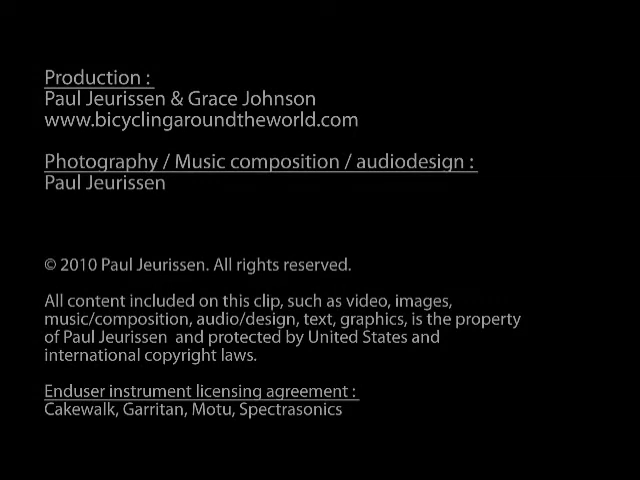 Production :
Paul Jeurissen & Grace Johnson
www.bicyclingaroundtheworld.com
Photography / Music composition / audiodesign :
Paul Jeurissen
© 2010 Paul Jeurissen. All rights reserved.
All content included on this clip, such as video, images,
music/composition, audio/design, text, graphics, is the property
of Paul Jeurissen  and protected by United States and
international copyright laws.
Enduser instrument licensing agreement :
Cakewalk, Garritan, Motu, Spectrasonics